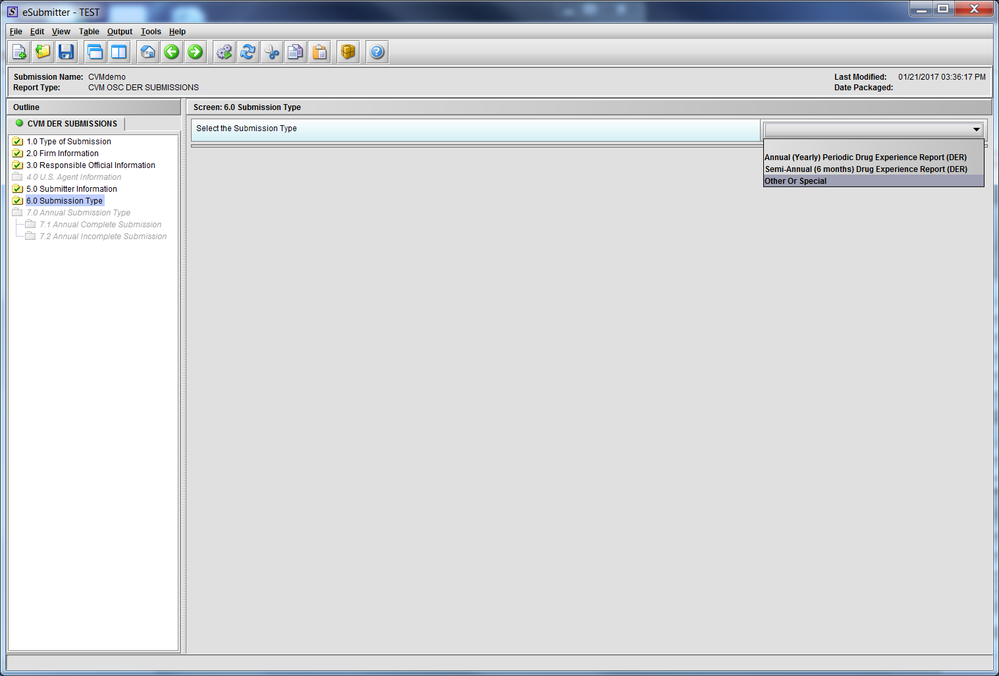 eSubmitter - TEST
File Edit View Table Output Tools Help
Submission Name: CVMdemo
Last Modified: 01/21/2017 03:36:17 PM
Report Type: CVM OSC DER SUBMISSIONS
Date Packaged:
Outline
CVM DER SUBMISSIONS
1.0 Type of Submission
2.0 Firm Information
3.0 Responsible Official Information
4.0 U.S. Agent Information
5.0 Submitter Information
6.0 Submission Type
7.0 Annual Submission Type
7.1 Annual Complete Submission
7.2 Annual Incomplete Submission
Screen: 6.0 Submission Type
Select the Submission Type
Annual (Yearly) Periodic Drug Experience Report (DER)
Semi-Annual (6 months) Drug Experience Report (DER)
Other Or Special